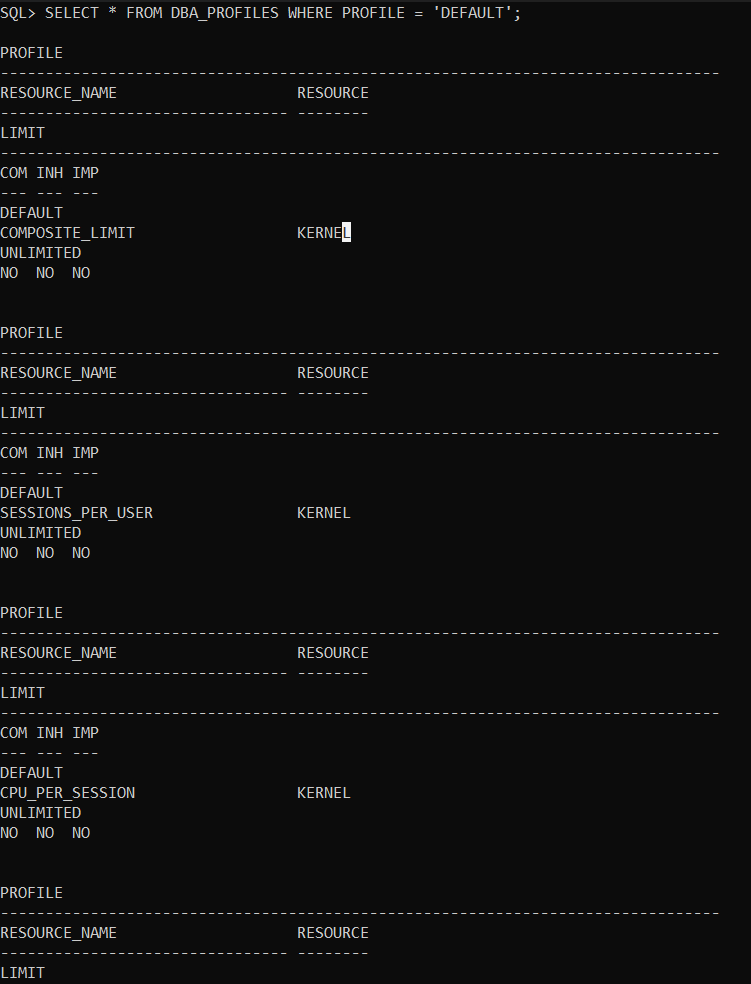 SQL> SELECT * FROM DBA_PROFILES WHERE PROFILE = 'DEFAULT';
PROFILE
--------------------------------------------------------------------------------
RESOURCE_NAME                    RESOURCE
-------------------------------- --------
LIMIT
--------------------------------------------------------------------------------
COM INH IMP
--- --- ---
DEFAULT
COMPOSITE_LIMIT                  KERNEL
UNLIMITED
NO  NO  NO
PROFILE
--------------------------------------------------------------------------------
RESOURCE_NAME                    RESOURCE
-------------------------------- --------
LIMIT
--------------------------------------------------------------------------------
COM INH IMP
--- --- ---
DEFAULT
SESSIONS_PER_USER                KERNEL
UNLIMITED
NO  NO  NO
PROFILE
--------------------------------------------------------------------------------
RESOURCE_NAME                    RESOURCE
-------------------------------- --------
LIMIT
--------------------------------------------------------------------------------
COM INH IMP
--- --- ---
DEFAULT
CPU_PER_SESSION                  KERNEL
UNLIMITED
NO  NO  NO
PROFILE
--------------------------------------------------------------------------------
RESOURCE_NAME                    RESOURCE
-------------------------------- --------
LIMIT